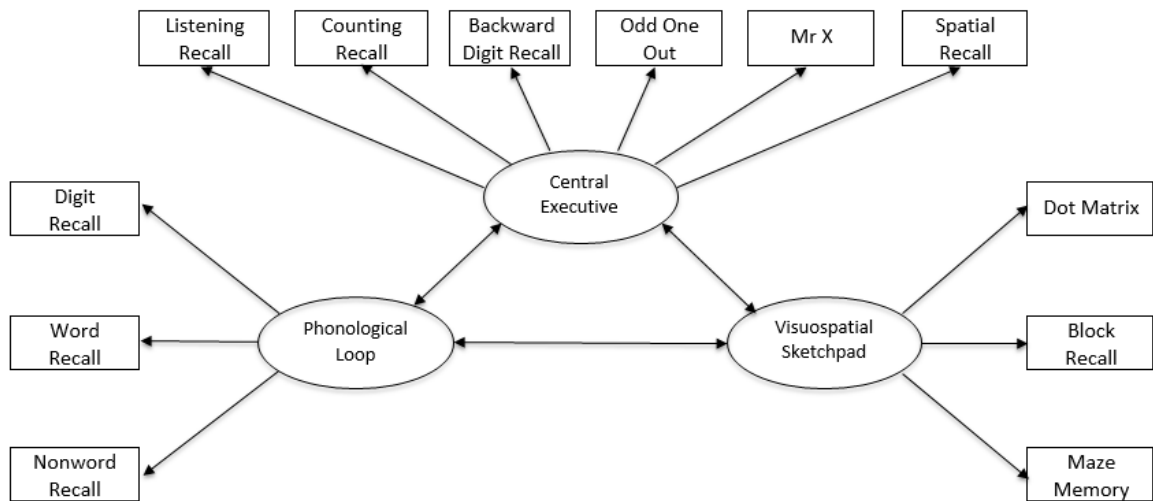 Listening
Recall
Counting
Recall
Backward
Digit Recall
Odd One
Out
Mr X
Spatial
Recall
Central
Executive
Digit
Recall
Dot Matrix
Word
Recall
Phonological
Loop
Visuospatial
Sketchpad
Block
Recall
Nonword
Recall
Maze
Memory